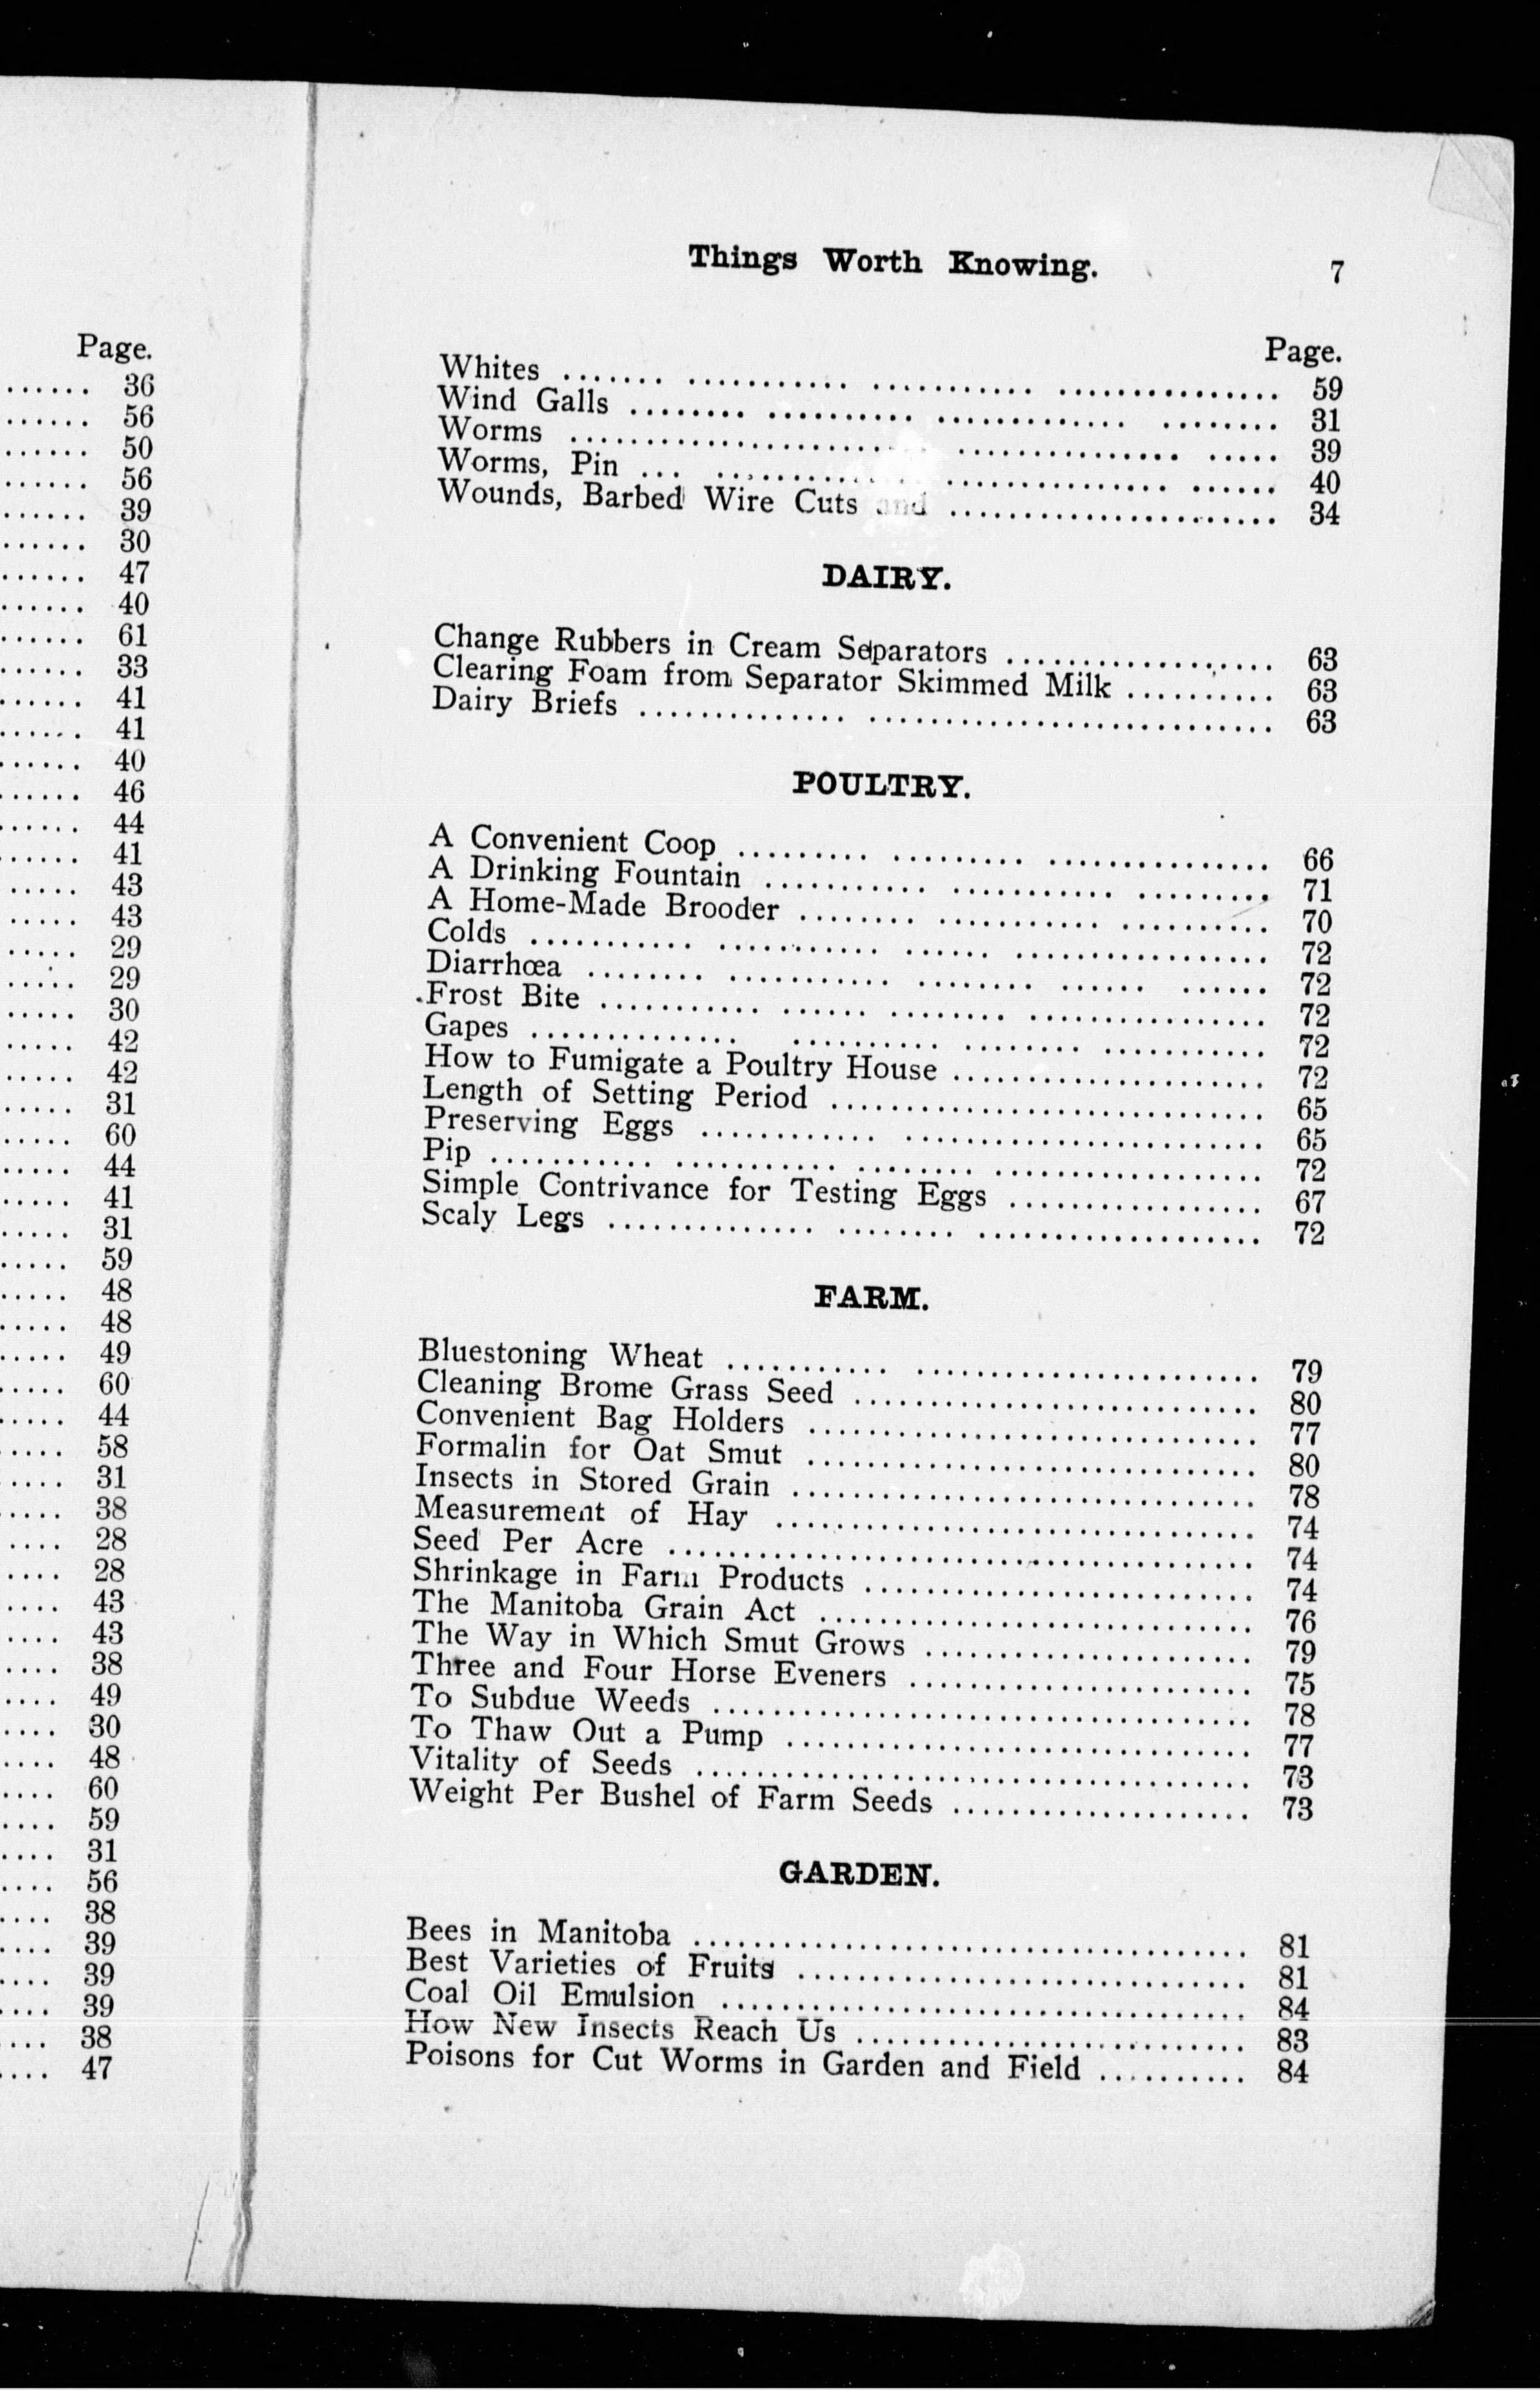 Page.
...... 36
...... 56
...... 50
...... 56
...... 39
...... 30
...... 47
...... 40
...... 61
...... 33
...... 41
...... 41
...... 40
...... 46
...... 44
...... 41
..... 43
..... 43
..... 29
..... 29
..... 30
..... 42
..... 42
..... 31
..... 60
..... 44
..... 41
..... 31
..... 59
..... 48
..... 48
..... 49
..... 60
..... 44
..... 58
..... 31
.... 38
.... 28
.... 28
.... 43
.... 43
.... 38
.... 49
.... 30
.... 48
.... 60
.... 59
.... 31
.... 56
.... 38
.... 39
.... 39
.... 39
.... 38
.... 47
Things Worth Knowing. 7
Page.
Whites ....... ........... ........... ............... 59
Wind Galls ........ .......... ............. ........ 31
Worms ........................ ............... ..... 39
Worms, Pin ... ............. ............... ...... 40
Wounds, Barbed Wire Cuts and ...................... 34
DAIRY.
Change Rubbers in Cream Separators .................. 63
Clearing Foam from Separator Skimmed Milk .......... 63
Dairy Briefs .............. ........................... 63
POULTRY.
A Convenient Coop ......... ......... ............... 66
A Drinking Fountain ........... ........... ......... 71
A Home-Made Brooder ........ ........... .......... 70
Colds ........... ........... ...... ................. 72
Diarrhœa ........ .......... ........ ...... ...... 72
Frost Bite ........... ...... ........ ................ 72
Gapes .............. .......... ........ ........... 72
How to Fumigate a Poultry House ..................... 72
Length of Setting Period ............................. 65
Preserving Eggs ............ ........................ 65
Pip ........... ........... ........ .................. 72
Simple Contrivance for Testing Eggs ................. 67
Scaly Legs .............. ........ ................... 72
FARM.
Bluestoning Wheat ........... ....................... 79
Cleaning Brome Grass Seed ........................... 80
Convenient Bag Holders .............................. 77
Formalin for Oat Smut .............................. 80
Insects in Stored Grain ............................... 78
Measurement of Hay ................................ 74
Seed Per Acre ....................................... 74
Shrinkage in Farm Products .......................... 74
The Manitoba Grain Act ............................. 76
The Way in Which Smut Grows ...................... 79
Three and Four Horse Eveners ....................... 75
To Subdue Weeds .................................... 78
To Thaw Out a Pump ............................... 77
Vitality of Seeds ..................................... 73
Weight Per Bushel of Farm Seeds .................... 73
GARDEN.
Bees in Manitoba ..................................... 81
Best Varieties of Fruits .............................. 81
Coal Oil Emulsion ................................... 84
How New Insects Reach Us .......................... 83
Poisons for Cut Worms in Garden and Field .......... 84